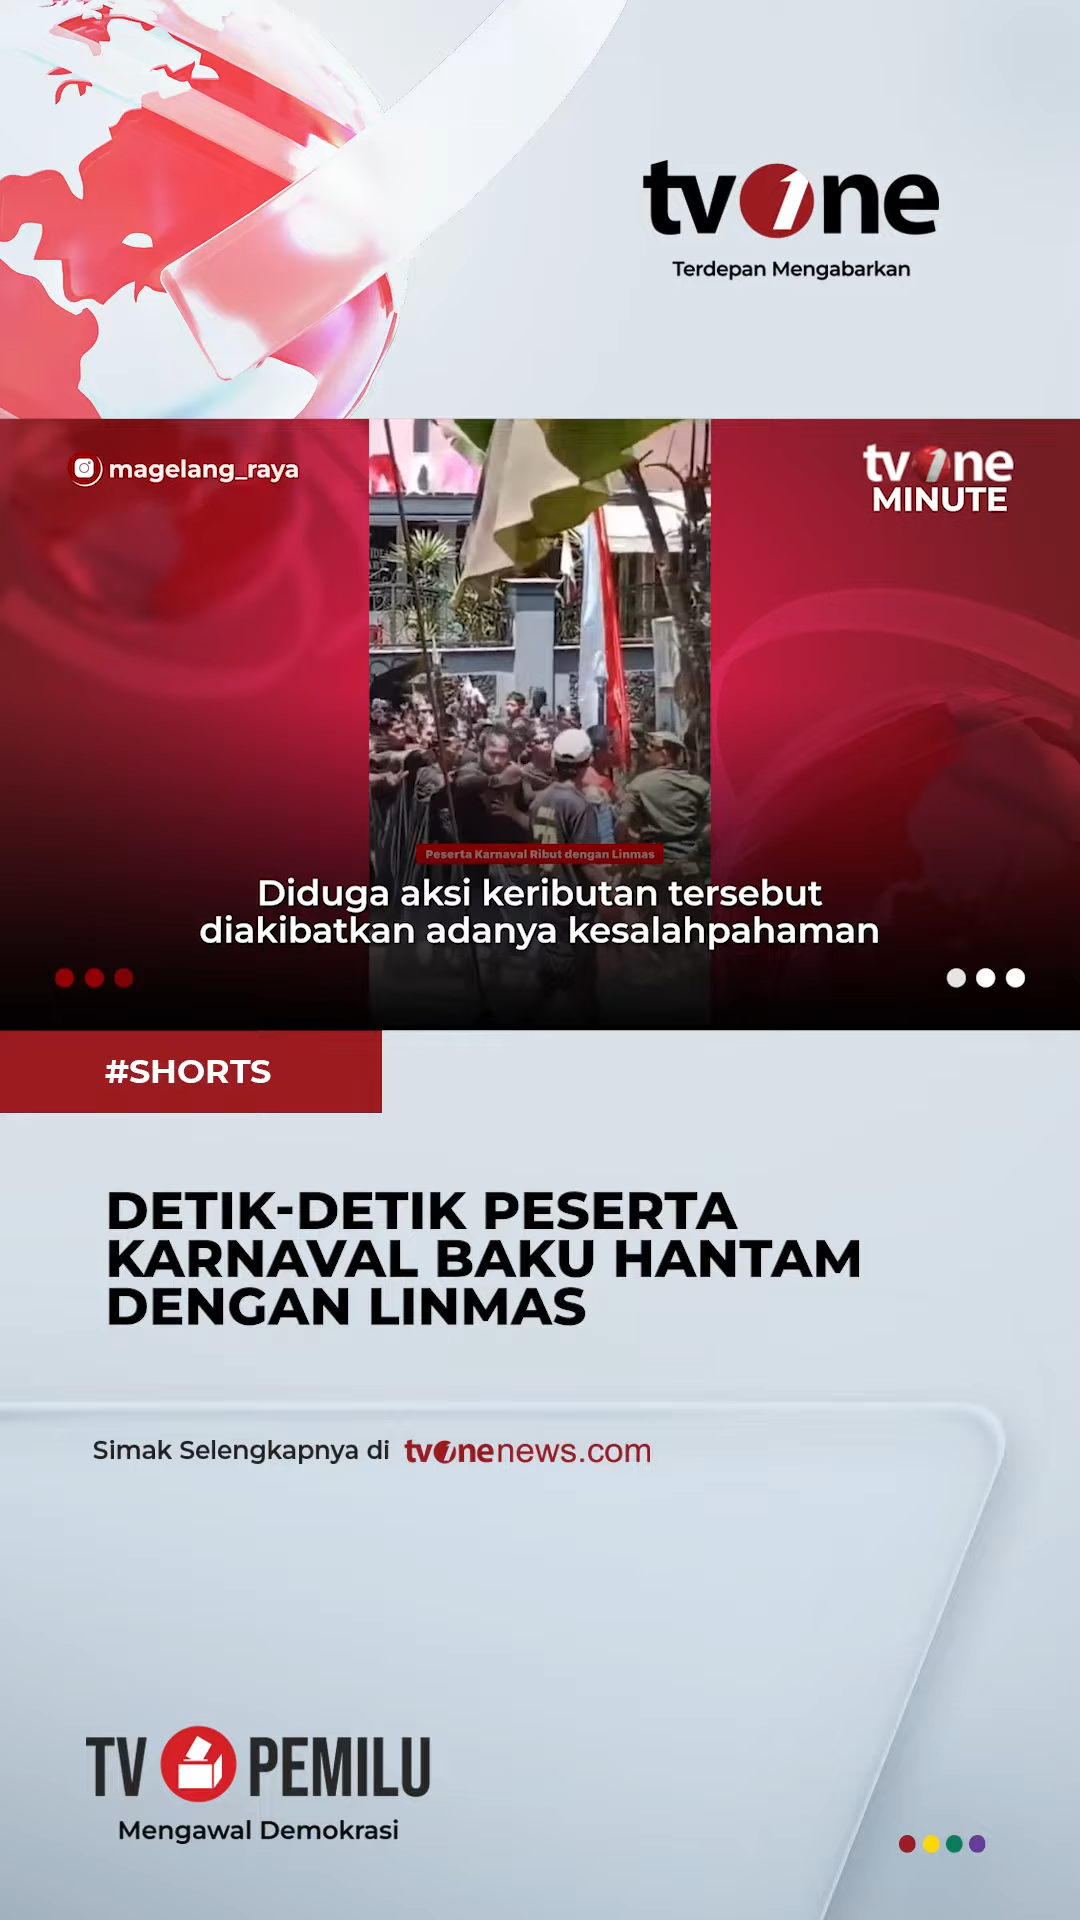 tvOne
Terdepan Mengabarkan
magelang_raya
tvOne
MINUTE
Peserta Karnaval Ribut dengan Linmas
Diduga aksi keributan tersebut
diakibatkan adanya kesalahpahaman
#SHORTS
DETIK-DETIK PESERTA
KARNAVAL BAKU HANTAM
DENGAN LINMAS
Simak Selengkapnya di tvOnenews.com
TV PEMILU
Mengawal Demokrasi